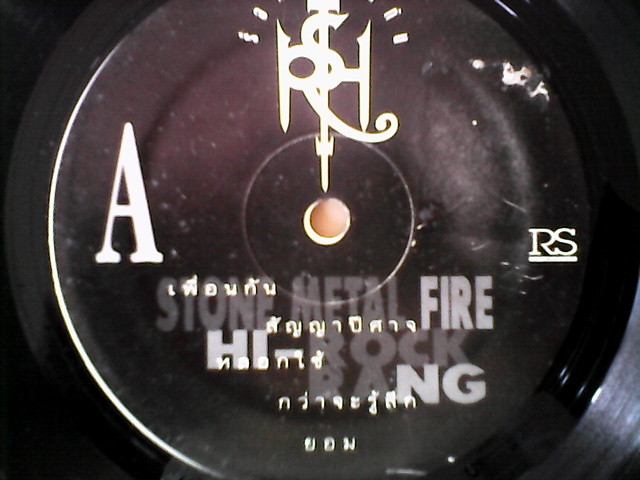 A
RS
เพื่อนกัน
STONE METAL FIRE
สัญญาปีศาจ
HI-ROCK
หลอกใช้
BANG
กว่าจะรู้สึก
ยอม